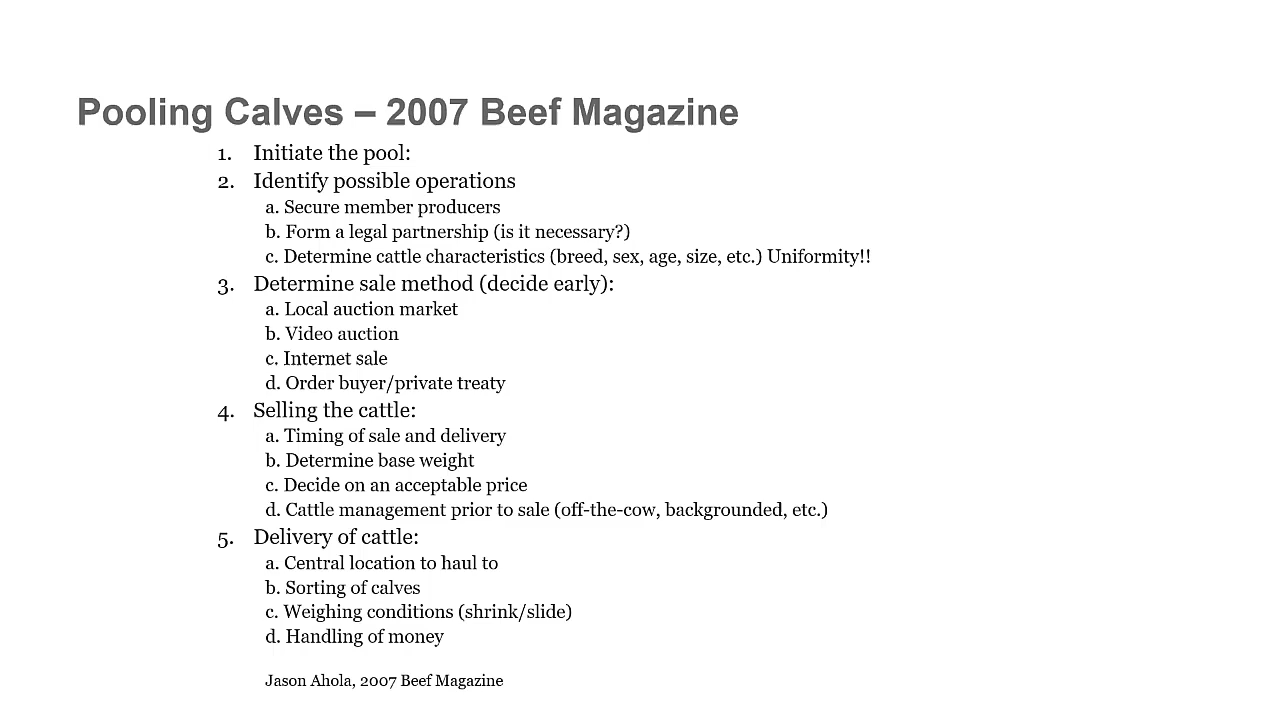 Pooling Calves – 2007 Beef Magazine
1. Initiate the pool:
2. Identify possible operations
a. Secure member producers
b. Form a legal partnership (is it necessary?)
c. Determine cattle characteristics (breed, sex, age, size, etc.) Uniformity!!
3. Determine sale method (decide early):
a. Local auction market
b. Video auction
c. Internet sale
d. Order buyer/private treaty
4. Selling the cattle:
a. Timing of sale and delivery
b. Determine base weight
c. Decide on an acceptable price
d. Cattle management prior to sale (off-the-cow, backgrounded, etc.)
5. Delivery of cattle:
a. Central location to haul to
b. Sorting of calves
c. Weighing conditions (shrink/slide)
d. Handling of money
Jason Ahola, 2007 Beef Magazine